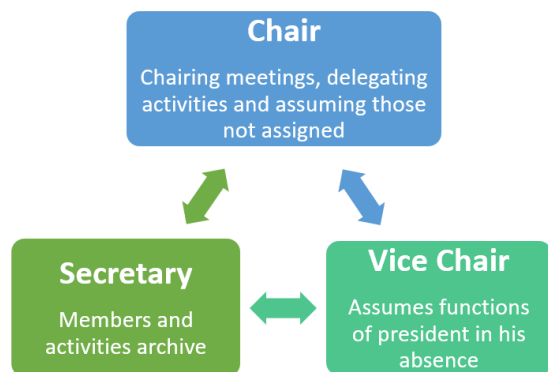 Chair
Chairing meetings, delegating
activities and assuming those
not assigned
Secretary
Members and
activities archive
Vice Chair
Assumes functions
of president in his
absence